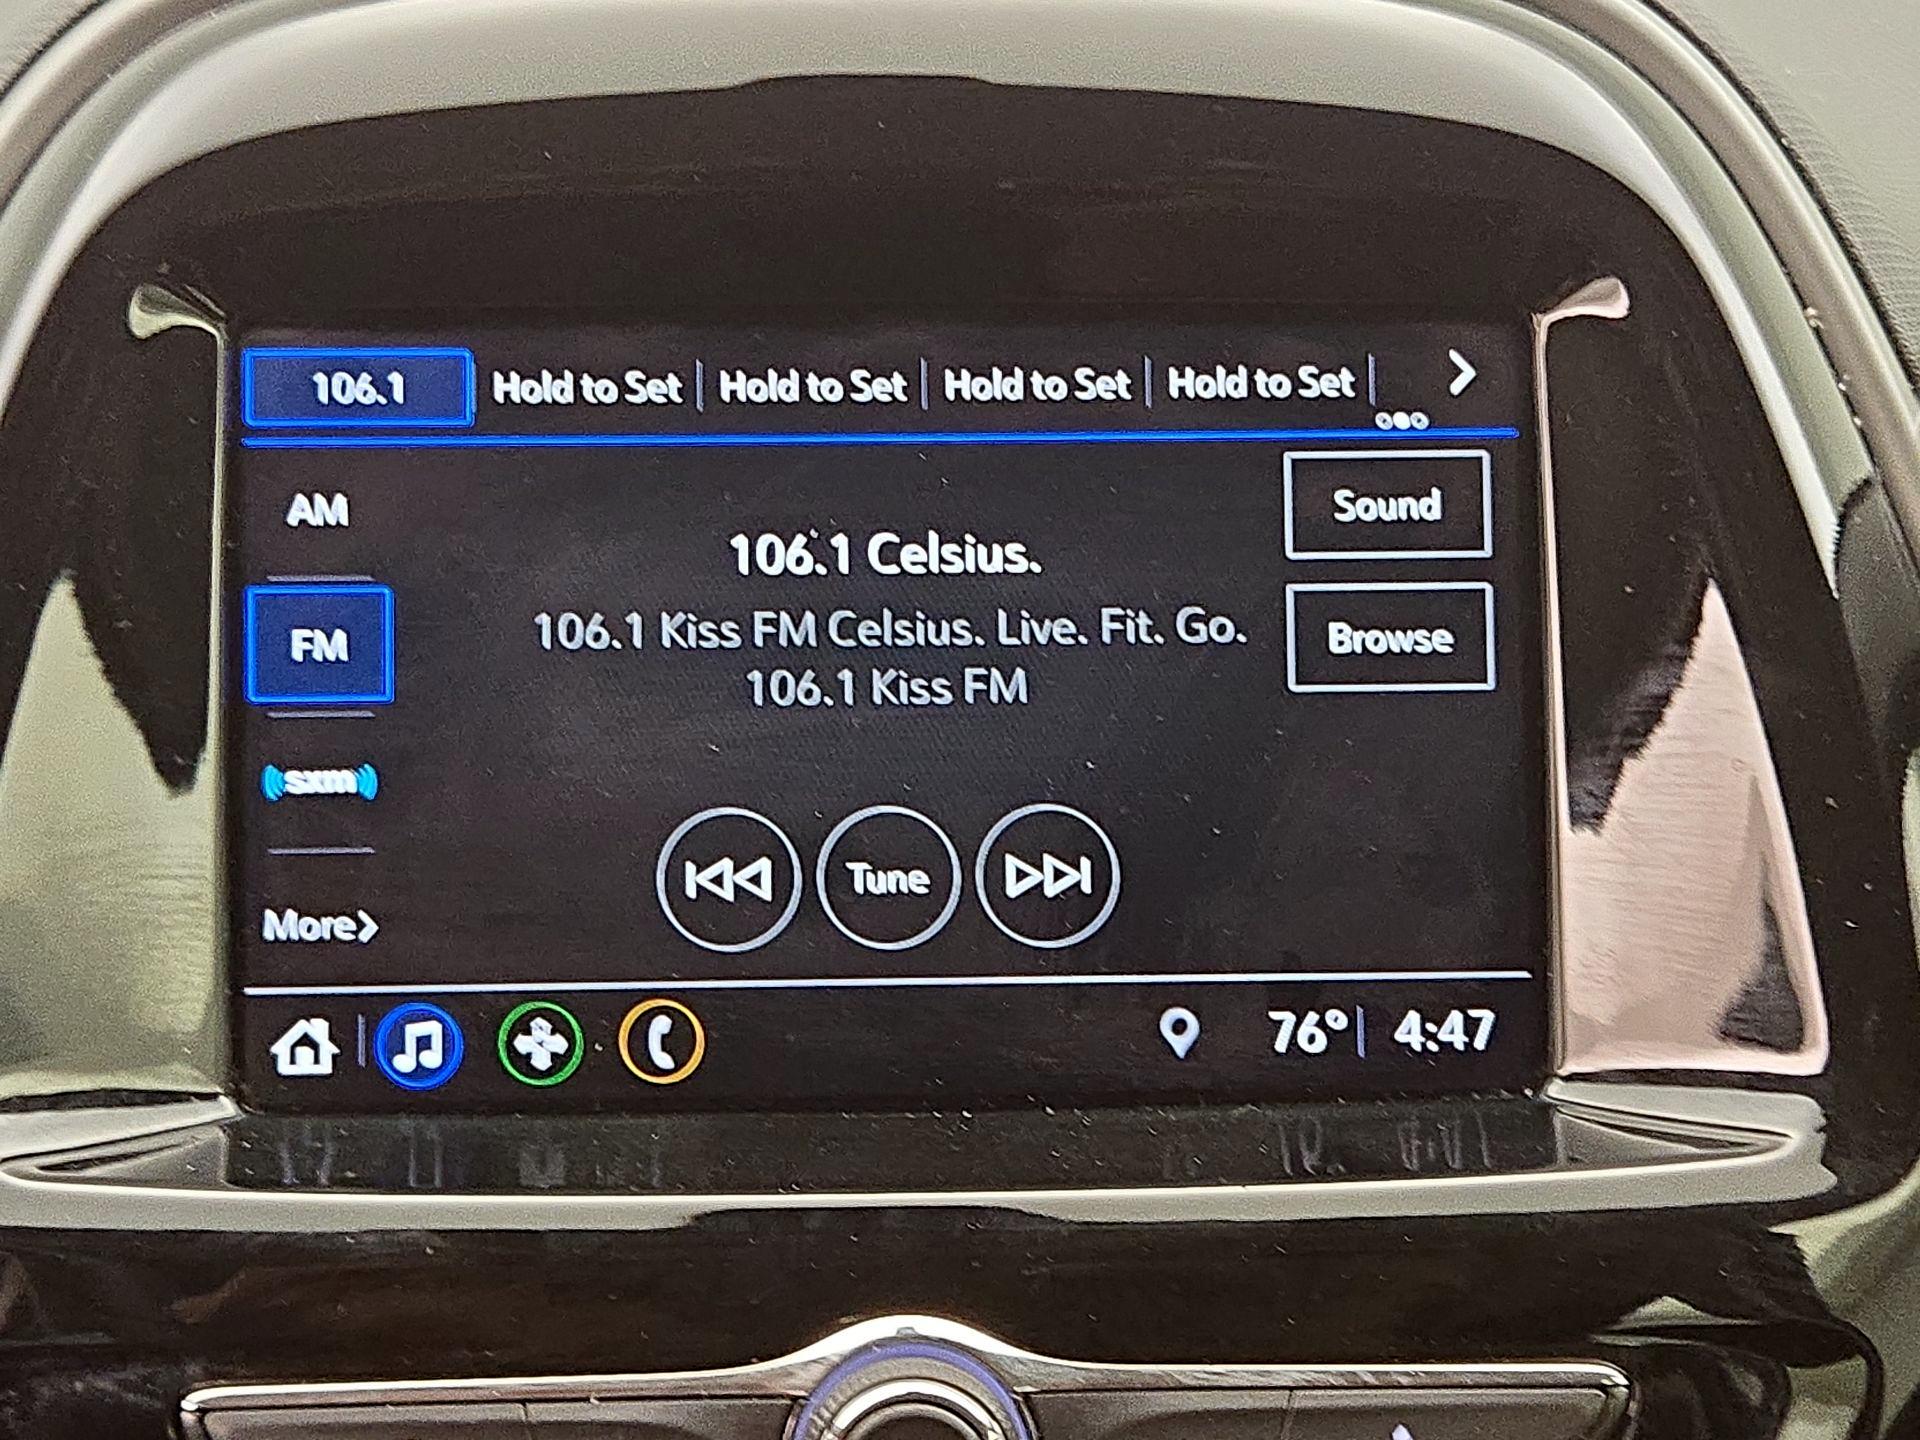 106.1 Hold to Set Hold to Set Hold to Set Hold to Set
AM
Sound
106.1 Celsius.
FM
106.1 Kiss FM Celsius. Live. Fit. Go.
Browse
106.1 Kiss FM
sxm
Tune
More
76° 4:47